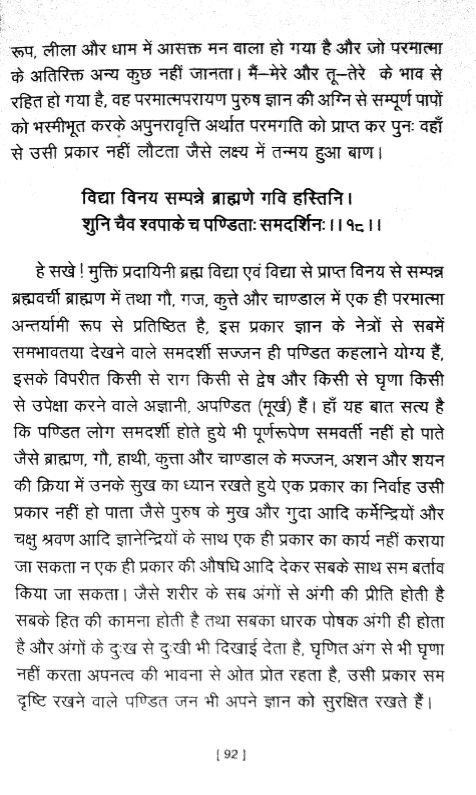 रूप, लीला और धाम में आसक्त मन वाला हो गया है और जो परमात्मा
के अतिरिक्त अन्य कुछ नहीं जानता। मैं–मेरे और तू–तेरे के भाव से
रहित हो गया है, वह परमात्मपरायण पुरुष ज्ञान की अग्नि से सम्पूर्ण पापों
को भस्मीभूत करके अपुनरावृत्ति अर्थात परमगति को प्राप्त कर पुनः वहाँ
से उसी प्रकार नहीं लौटता जैसे लक्ष्य में तन्मय हुआ बाण।
विद्या विनय सम्पन्ने ब्राह्मणे गवि हस्तिनि।
शुनि चैव श्वपाके च पण्डिताः समदर्शिनः।।१८।।
हे सखे! मुक्ति प्रदायिनी ब्रह्म विद्या एवं विद्या से प्राप्त विनय से सम्पन्न
ब्रह्मवर्ची ब्राह्मण में तथा गौ, गज, कुत्ते और चाण्डाल में एक ही परमात्मा
अन्तर्यामी रूप से प्रतिष्ठित है, इस प्रकार ज्ञान के नेत्रों से सबमें
समभावतया देखने वाले समदर्शी सज्जन ही पण्डित कहलाने योग्य हैं,
इसके विपरीत किसी से राग किसी से द्वेष और किसी से घृणा किसी
से उपेक्षा करने वाले अज्ञानी, अपण्डित (मूर्ख) हैं। हाँ यह बात सत्य है
कि पण्डित लोग समदर्शी होते हुये भी पूर्णरूपेण समवर्ती नहीं हो पाते
जैसे ब्राह्मण, गौ, हाथी, कुत्ता और चाण्डाल के मज्जन, अशन और शयन
की क्रिया में उनके सुख का ध्यान रखते हुये एक प्रकार का निर्वाह उसी
प्रकार नहीं हो पाता जैसे पुरुष के मुख और गुदा आदि कर्मेन्द्रियों और
चक्षु श्रवण आदि ज्ञानेन्द्रियों के साथ एक ही प्रकार का कार्य नहीं कराया
जा सकता न एक ही प्रकार की औषधि आदि देकर सबके साथ सम बर्ताव
किया जा सकता। जैसे शरीर के सब अंगों से अंगी की प्रीति होती है
सबके हित की कामना होती है तथा सबका धारक पोषक अंगी ही होता
है और अंगों के दुःख से दुःखी भी दिखाई देता है, घृणित अंग से भी घृणा
नहीं करता अपनत्व की भावना से ओत प्रोत रहता है, उसी प्रकार सम
दृष्टि रखने वाले पण्डित जन भी अपने ज्ञान को सुरक्षित रखते हैं।
[ 92 ]